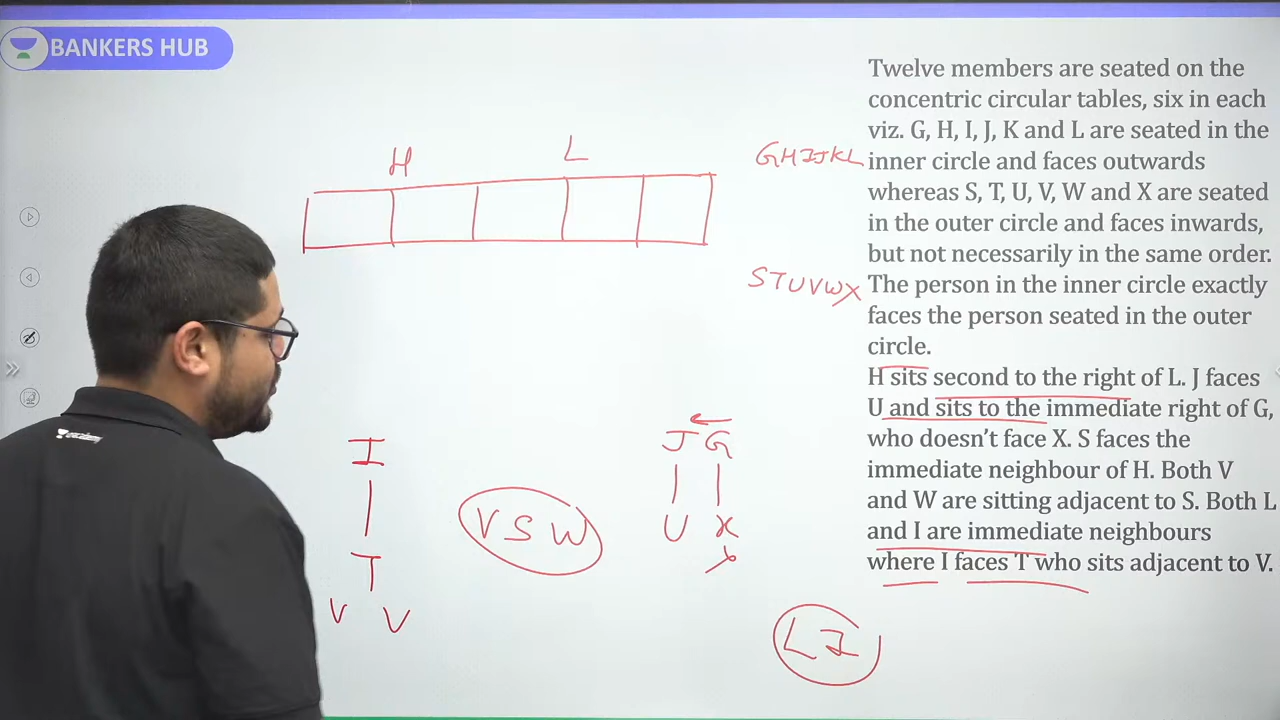 BANKERS HUB
Twelve members are seated on the
concentric circular tables, six in each
viz. G, H, I, J, K and L are seated in the
inner circle and faces outwards
whereas S, T, U, V, W and X are seated
in the outer circle and faces inwards,
but not necessarily in the same order.
The person in the inner circle exactly
faces the person seated in the outer
circle.
H sits second to the right of L. J faces
U and sits to the immediate right of G,
who doesn't face X. S faces the
immediate neighbour of H. Both V
and W are sitting adjacent to S. Both L
and I are immediate neighbours
where I faces T who sits adjacent to V.
H L
GHIJKL
STUVWX
I
T
V V
V S W
J G
U X
L I